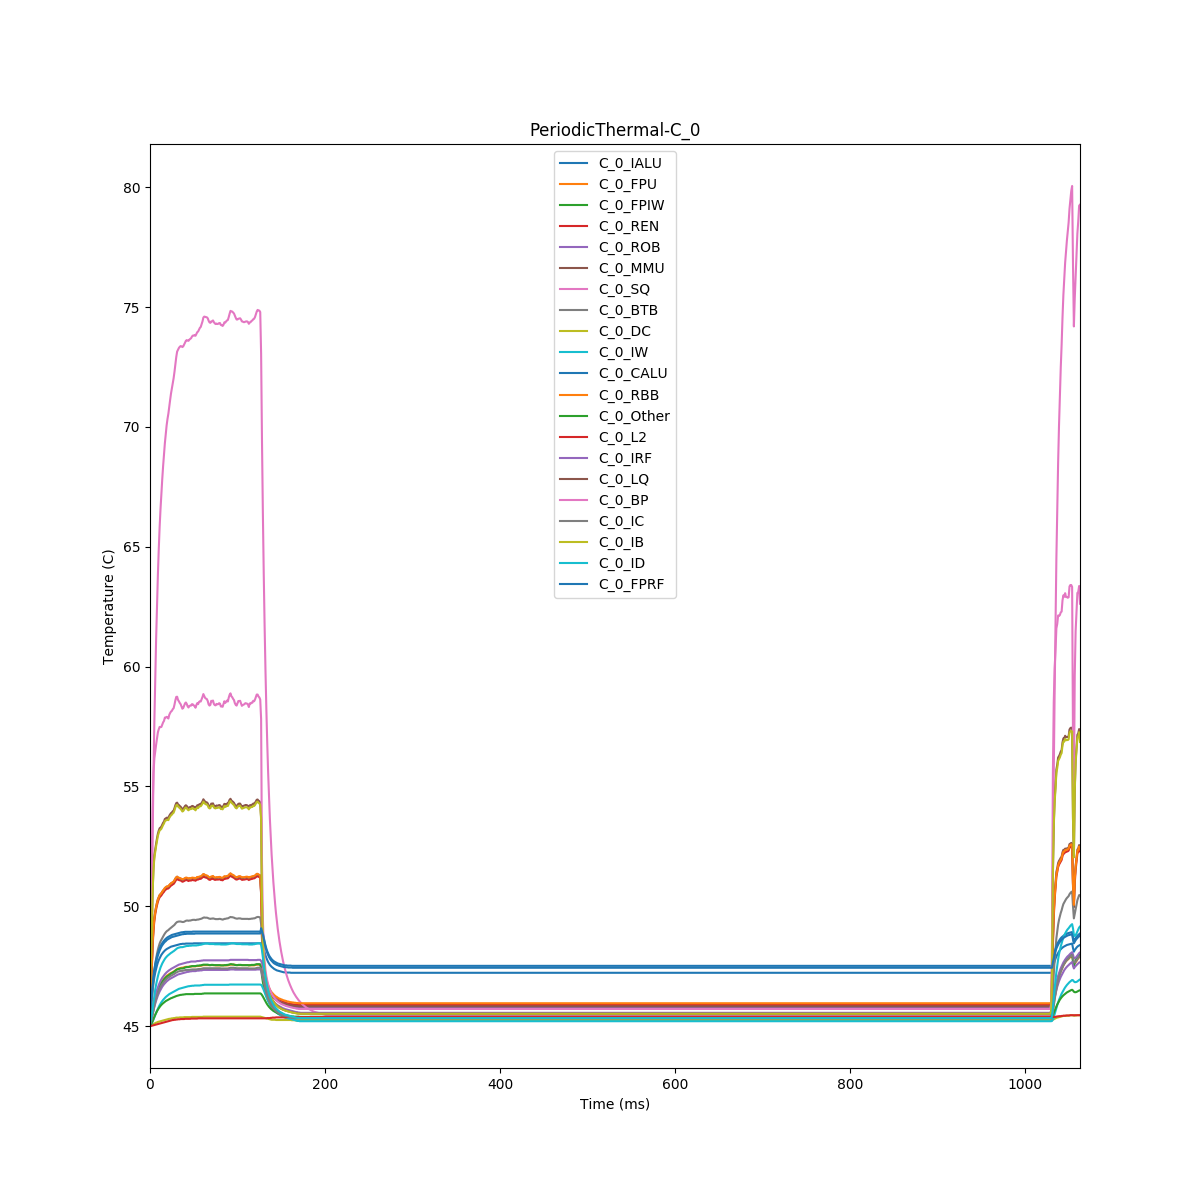 PeriodicThermal-C_0
C_0_IALU
C_0_FPU
C_0_FPIW
C_0_REN
C_0_ROB
C_0_MMU
C_0_SQ
C_0_BTB
C_0_DC
C_0_IW
C_0_CALU
C_0_RBB
C_0_Other
C_0_L2
C_0_IRF
C_0_LQ
C_0_BP
C_0_IC
C_0_IB
C_0_ID
C_0_FPRF
Temperature (C)
80
75
70
65
60
55
50
45
0 200 400 600 800 1000
Time (ms)